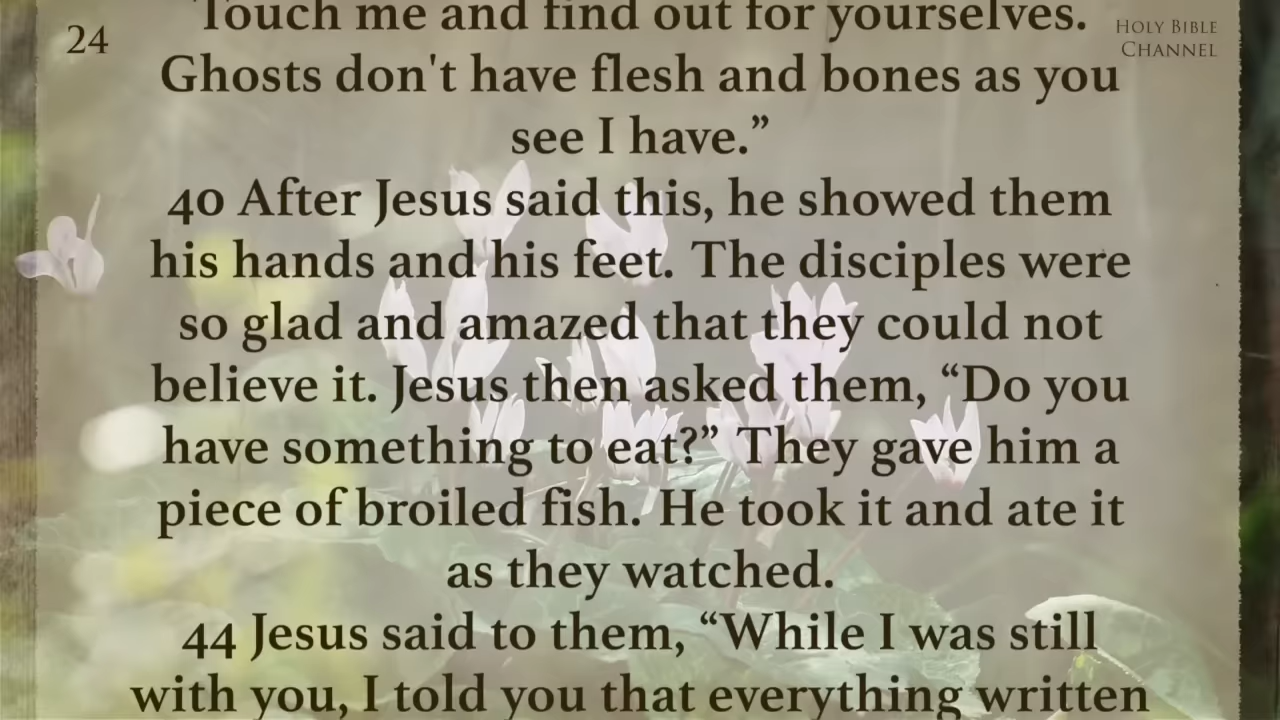 Touch me and find out for yourselves.
24
HOLY BIBLE
CHANNEL
Ghosts don't have flesh and bones as you
see I have.”
40 After Jesus said this, he showed them
his hands and his feet. The disciples were
so glad and amazed that they could not
believe it. Jesus then asked them, “Do you
have something to eat?” They gave him a
piece of broiled fish. He took it and ate it
as they watched.
44 Jesus said to them, “While I was still
with you, I told you that everything written